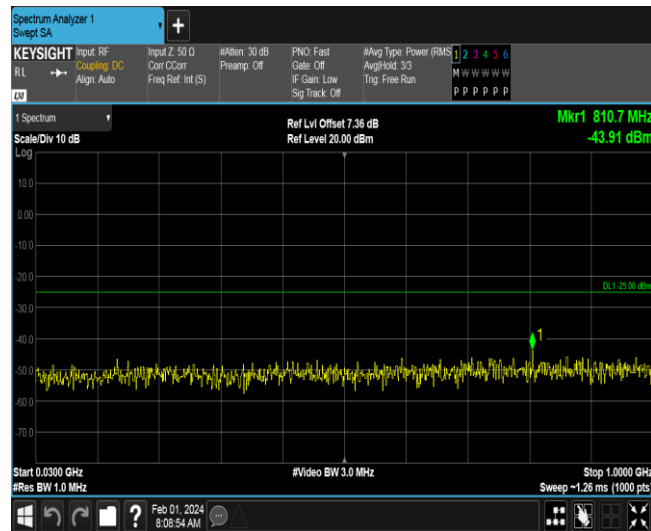 Spectrum Analyzer 1
Swept SA
+
KEYSIGHT
RL
LXI
Input: RF
Coupling: DC
Align: Auto
Input Z: 50 Ω
Corr CCorr
Freq Ref: Int (S)
#Atten: 30 dB
Preamp: Off
PNO: Fast
Gate: Off
IF Gain: Low
Sig Track: Off
#Avg Type: Power (RMS
Avg|Hold: 3/3
Trig: Free Run
1 2 3 4 5 6
M W W W W W
P P P P P P
1 Spectrum
Scale/Div 10 dB
Log
Ref Lvl Offset 7.36 dB
Ref Level 20.00 dBm
Mkr1 810.7 MHz
-43.91 dBm
10.0
0.00
-10.0
-20.0
DL1 -25.00 dBm
-30.0
-40.0
1
-50.0
-60.0
-70.0
Start 0.0300 GHz
#Res BW 1.0 MHz
#Video BW 3.0 MHz
Stop 1.0000 GHz
Sweep ~1.26 ms (1000 pts
?
Feb 01, 2024
8:08:54 AM